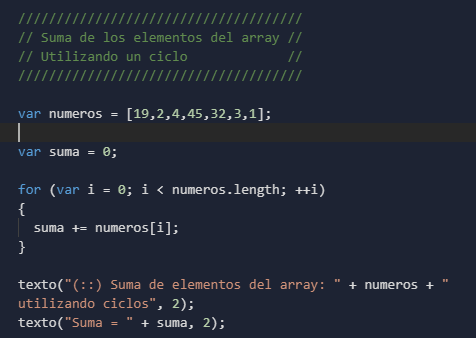 /////////////////////////////////////
// Suma de los elementos del array //
// Utilizando un ciclo             //
/////////////////////////////////////
var numeros = [19,2,4,45,32,3,1];
var suma = 0;
for (var i = 0; i < numeros.length; ++i)
{
  suma += numeros[i];
}
texto("(::) Suma de elementos del array: " + numeros + "
utilizando ciclos", 2);
texto("Suma = " + suma, 2);